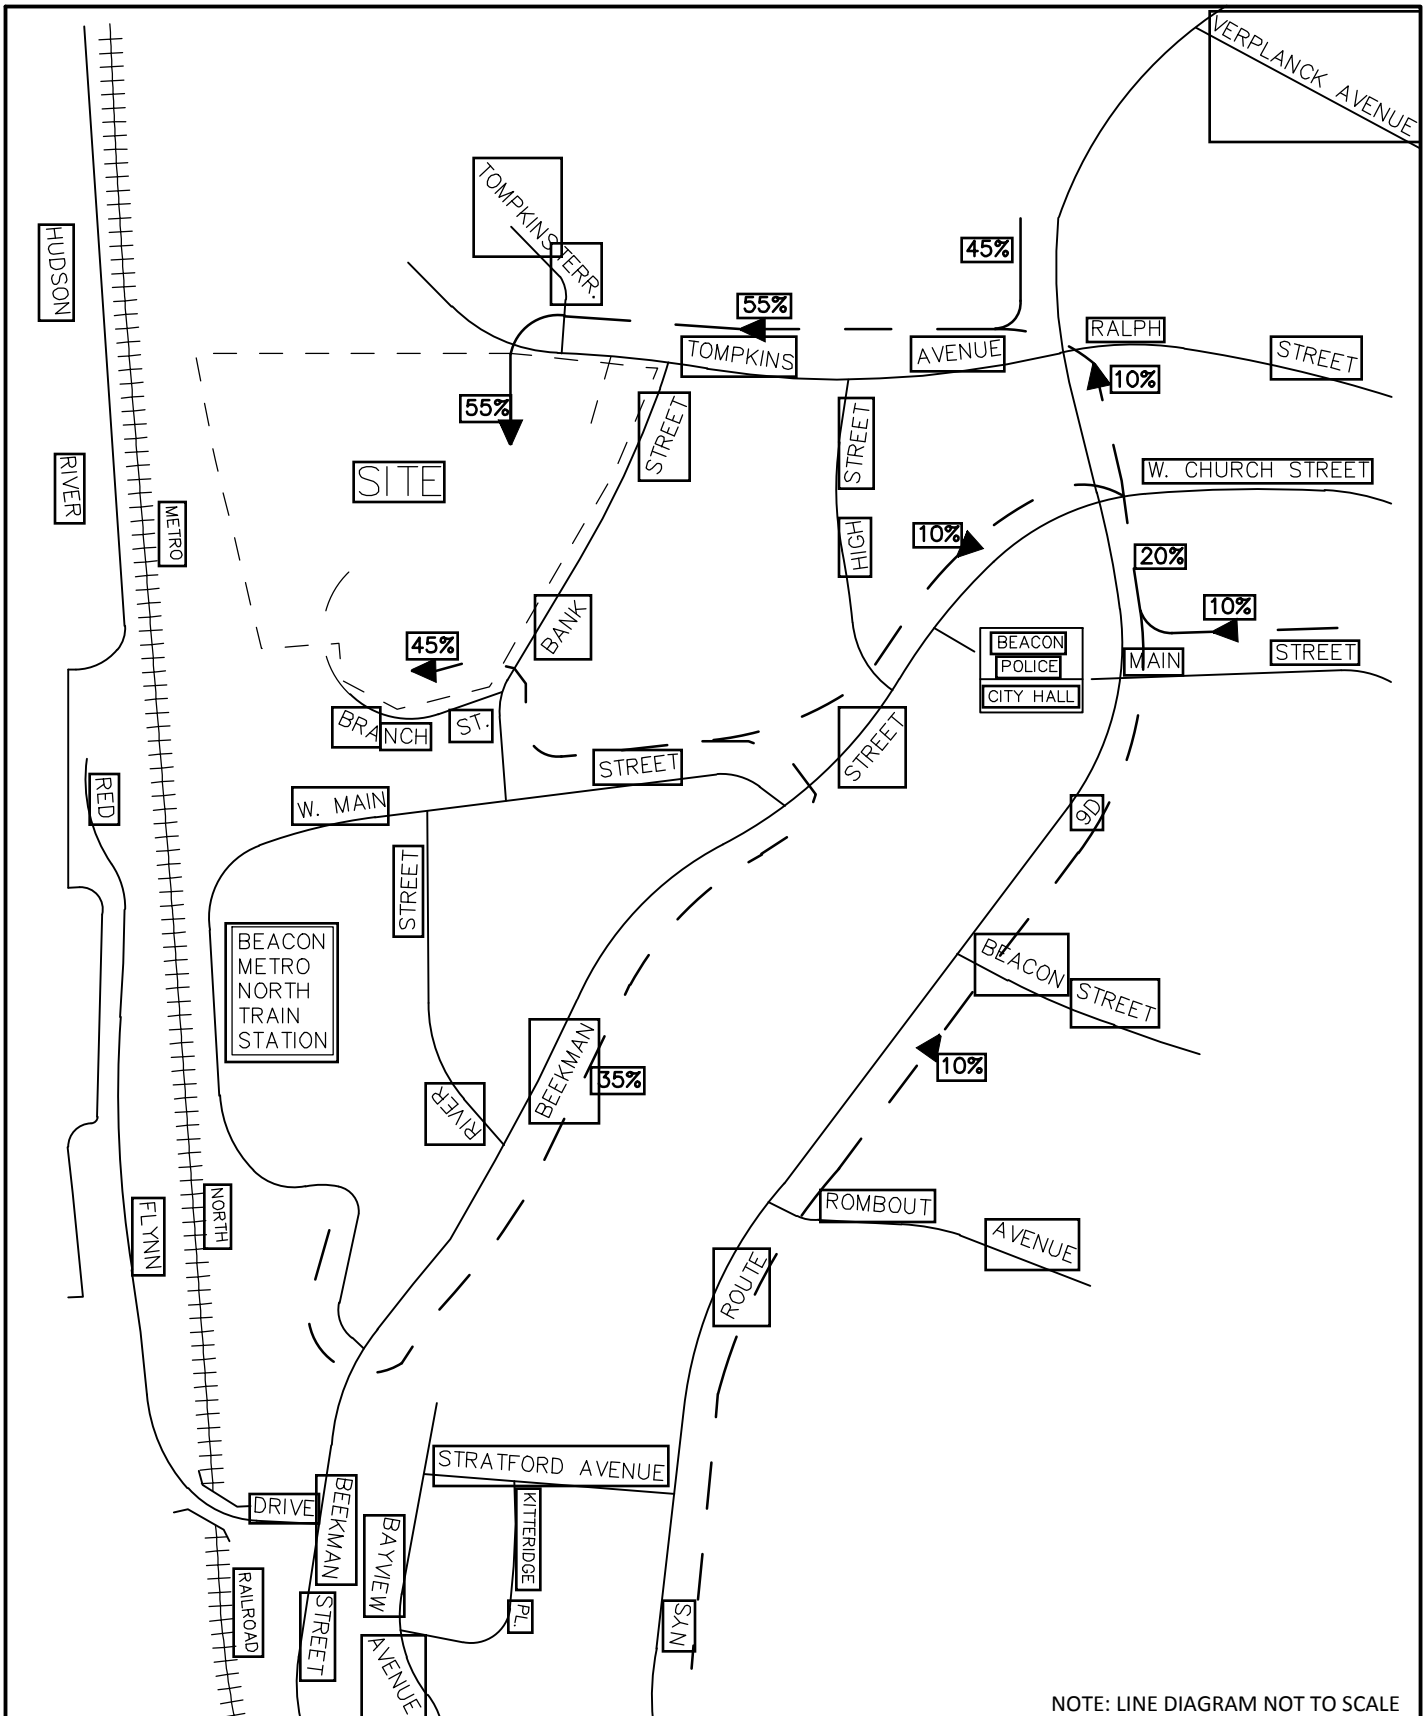 VERPLANCK AVENUE
TOMPKINS TERR.
HUDSON
RIVER
45%
55%
RALPH STREET
TOMPKINS AVENUE
10%
55%
STREET
STREET
HIGH
SITE
W. CHURCH STREET
METRO
10%
20%
10%
BANK
45%
BEACON
POLICE
CITY HALL
MAIN STREET
BRANCH ST.
STREET
STREET
W. MAIN
RED
9D
STREET
BEACON
METRO
NORTH
TRAIN
STATION
BEACON STREET
BEEKMAN
35%
10%
RIVER
NORTH
FLYNN
ROMBOUT AVENUE
ROUTE
STRATFORD AVENUE
DRIVE
BEEKMAN
STREET
BAYVIEW
AVENUE
KITTERIDGE
PL.
RAILROAD
NYS
NOTE: LINE DIAGRAM NOT TO SCALE